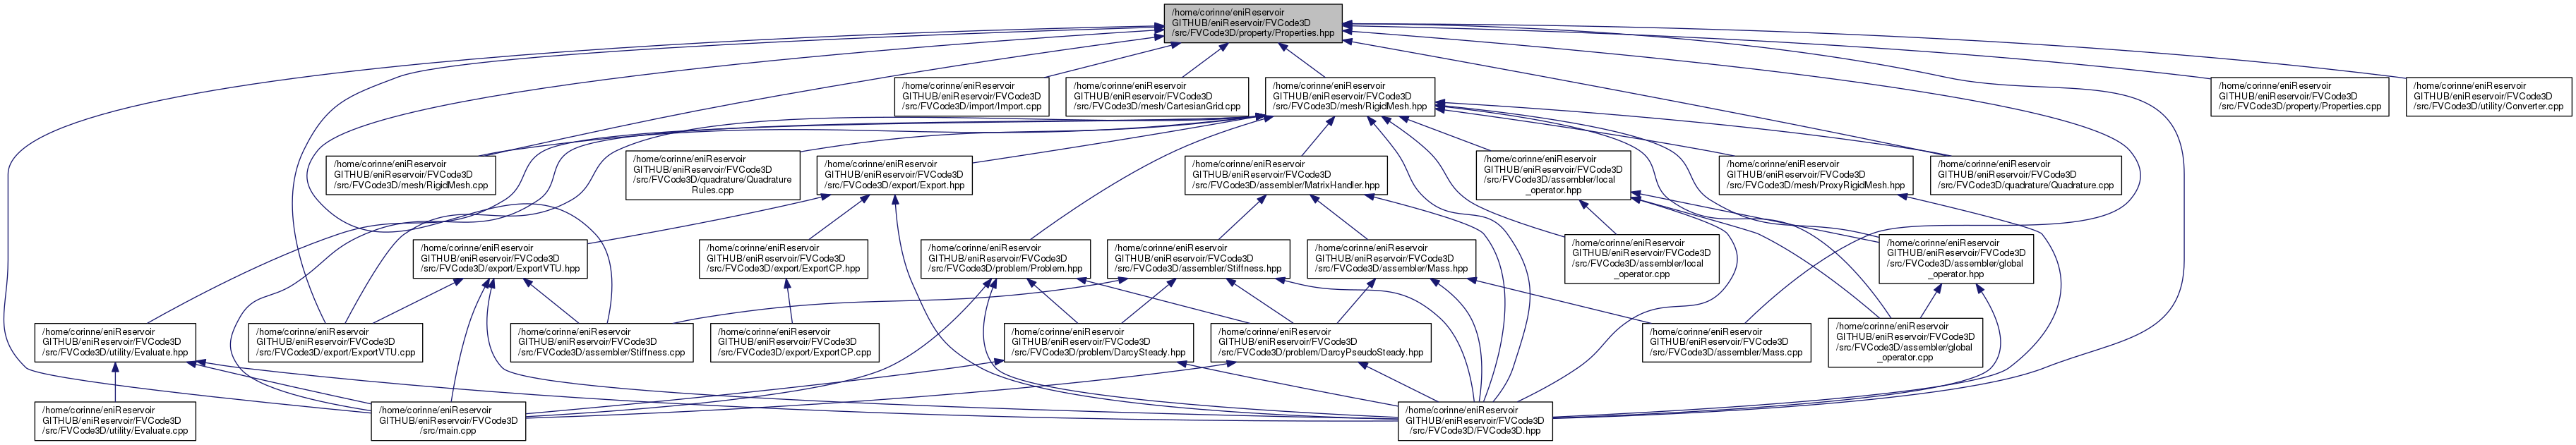 /home/corinne/eniReservoir
GITHUB/eniReservoir/FVCode3D
/src/FVCode3D/property/Properties.hpp
/home/corinne/eniReservoir
GITHUB/eniReservoir/FVCode3D
/src/FVCode3D/import/Import.cpp
/home/corinne/eniReservoir
GITHUB/eniReservoir/FVCode3D
/src/FVCode3D/mesh/CartesianGrid.cpp
/home/corinne/eniReservoir
GITHUB/eniReservoir/FVCode3D
/src/FVCode3D/mesh/RigidMesh.hpp
/home/corinne/eniReservoir
GITHUB/eniReservoir/FVCode3D
/src/FVCode3D/property/Properties.cpp
/home/corinne/eniReservoir
GITHUB/eniReservoir/FVCode3D
/src/FVCode3D/utility/Converter.cpp
/home/corinne/eniReservoir
GITHUB/eniReservoir/FVCode3D
/src/FVCode3D/mesh/RigidMesh.cpp
/home/corinne/eniReservoir
GITHUB/eniReservoir/FVCode3D
/src/FVCode3D/quadrature/Quadrature
Rules.cpp
/home/corinne/eniReservoir
GITHUB/eniReservoir/FVCode3D
/src/FVCode3D/export/Export.hpp
/home/corinne/eniReservoir
GITHUB/eniReservoir/FVCode3D
/src/FVCode3D/assembler/MatrixHandler.hpp
/home/corinne/eniReservoir
GITHUB/eniReservoir/FVCode3D
/src/FVCode3D/assembler/local
_operator.hpp
/home/corinne/eniReservoir
GITHUB/eniReservoir/FVCode3D
/src/FVCode3D/mesh/ProxyRigidMesh.hpp
/home/corinne/eniReservoir
GITHUB/eniReservoir/FVCode3D
/src/FVCode3D/quadrature/Quadrature.cpp
/home/corinne/eniReservoir
GITHUB/eniReservoir/FVCode3D
/src/FVCode3D/export/ExportVTU.hpp
/home/corinne/eniReservoir
GITHUB/eniReservoir/FVCode3D
/src/FVCode3D/export/ExportCP.hpp
/home/corinne/eniReservoir
GITHUB/eniReservoir/FVCode3D
/src/FVCode3D/problem/Problem.hpp
/home/corinne/eniReservoir
GITHUB/eniReservoir/FVCode3D
/src/FVCode3D/assembler/Stiffness.hpp
/home/corinne/eniReservoir
GITHUB/eniReservoir/FVCode3D
/src/FVCode3D/assembler/Mass.hpp
/home/corinne/eniReservoir
GITHUB/eniReservoir/FVCode3D
/src/FVCode3D/assembler/local
_operator.cpp
/home/corinne/eniReservoir
GITHUB/eniReservoir/FVCode3D
/src/FVCode3D/assembler/global
_operator.hpp
/home/corinne/eniReservoir
GITHUB/eniReservoir/FVCode3D
/src/FVCode3D/utility/Evaluate.hpp
/home/corinne/eniReservoir
GITHUB/eniReservoir/FVCode3D
/src/FVCode3D/export/ExportVTU.cpp
/home/corinne/eniReservoir
GITHUB/eniReservoir/FVCode3D
/src/FVCode3D/assembler/Stiffness.cpp
/home/corinne/eniReservoir
GITHUB/eniReservoir/FVCode3D
/src/FVCode3D/export/ExportCP.cpp
/home/corinne/eniReservoir
GITHUB/eniReservoir/FVCode3D
/src/FVCode3D/problem/DarcySteady.hpp
/home/corinne/eniReservoir
GITHUB/eniReservoir/FVCode3D
/src/FVCode3D/problem/DarcyPseudoSteady.hpp
/home/corinne/eniReservoir
GITHUB/eniReservoir/FVCode3D
/src/FVCode3D/assembler/Mass.cpp
/home/corinne/eniReservoir
GITHUB/eniReservoir/FVCode3D
/src/FVCode3D/assembler/global
_operator.cpp
/home/corinne/eniReservoir
GITHUB/eniReservoir/FVCode3D
/src/FVCode3D/utility/Evaluate.cpp
/home/corinne/eniReservoir
GITHUB/eniReservoir/FVCode3D
/src/main.cpp
/home/corinne/eniReservoir
GITHUB/eniReservoir/FVCode3D
/src/FVCode3D/FVCode3D.hpp